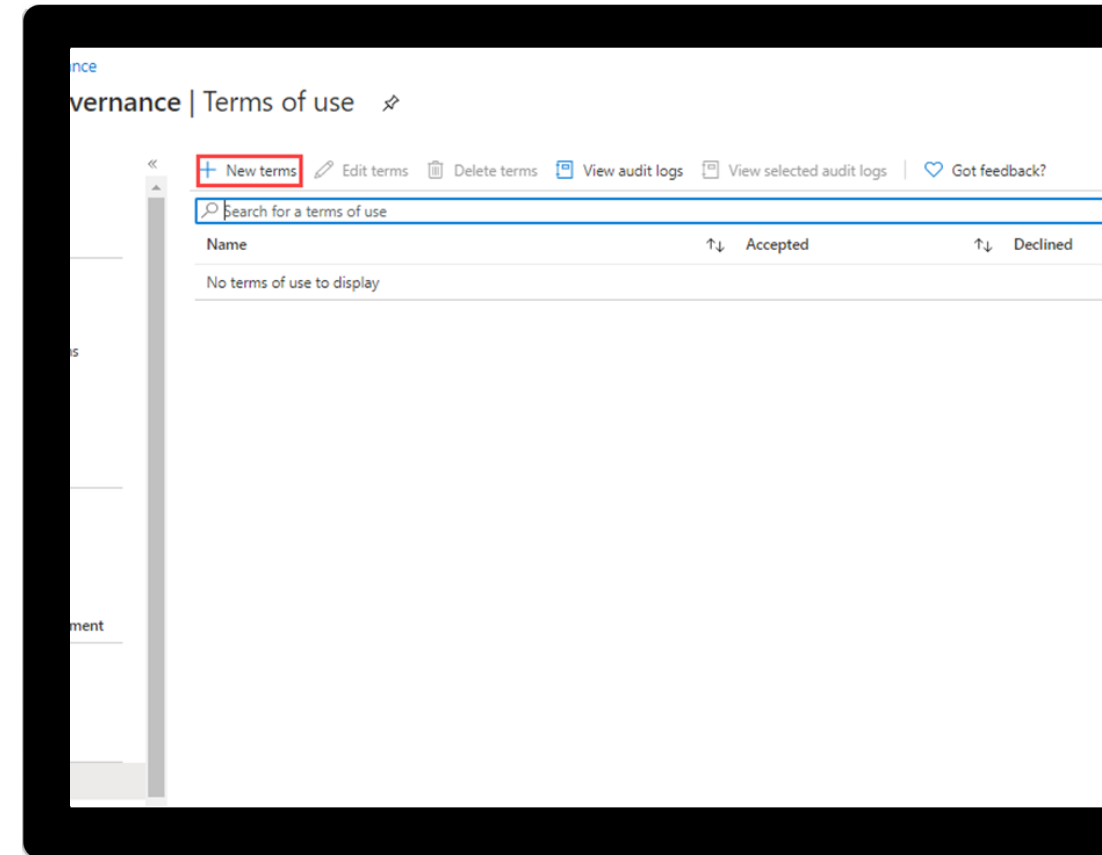 nce
vernance | Terms of use
« + New terms Edit terms Delete terms View audit logs View selected audit logs | Got feedback?
Search for a terms of use
Name ↑↓ Accepted ↑↓ Declined
No terms of use to display
s
ment